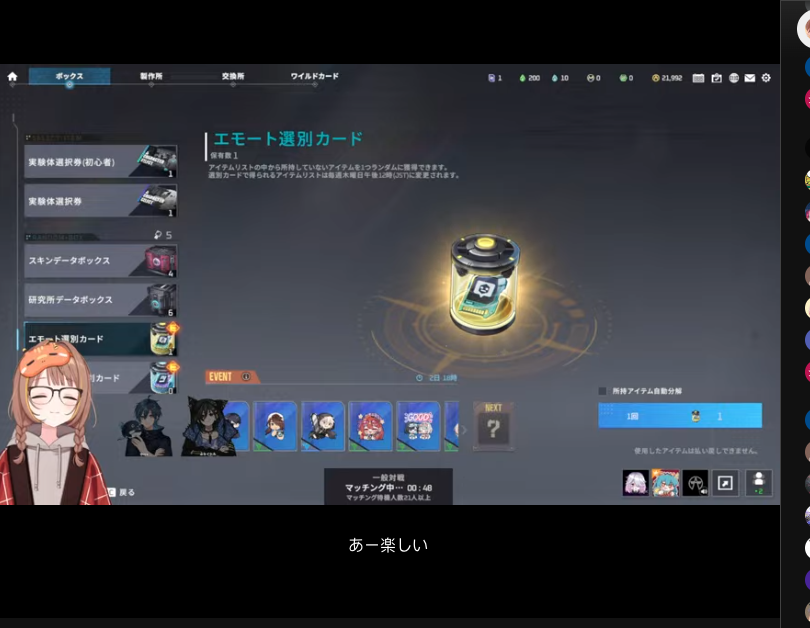 ボックス
製作所
交換所
ワイルドカード
1
200
10
0
0
21,992
エモート選別カード
保有数 1
アイテムリストの中から所持していないアイテムを1つランダムに獲得できます。
選別カードで得られるアイテムリストは毎週木曜日午後12時(JST)に変更されます。
実験体選択券(初心者)
1
実験体選択券
1
5
スキンデータボックス
4
研究所データボックス
6
エモート選別カード
1
別カード
0
EVENT
2日 18時
GOGO!
NEXT
?
所持アイテム自動分解
1回
1
使用したアイテムは払い戻しできません。
一般対戦
マッチング中… 00:48
マッチング待機人数21人以上
+2
戻る
あー楽しい